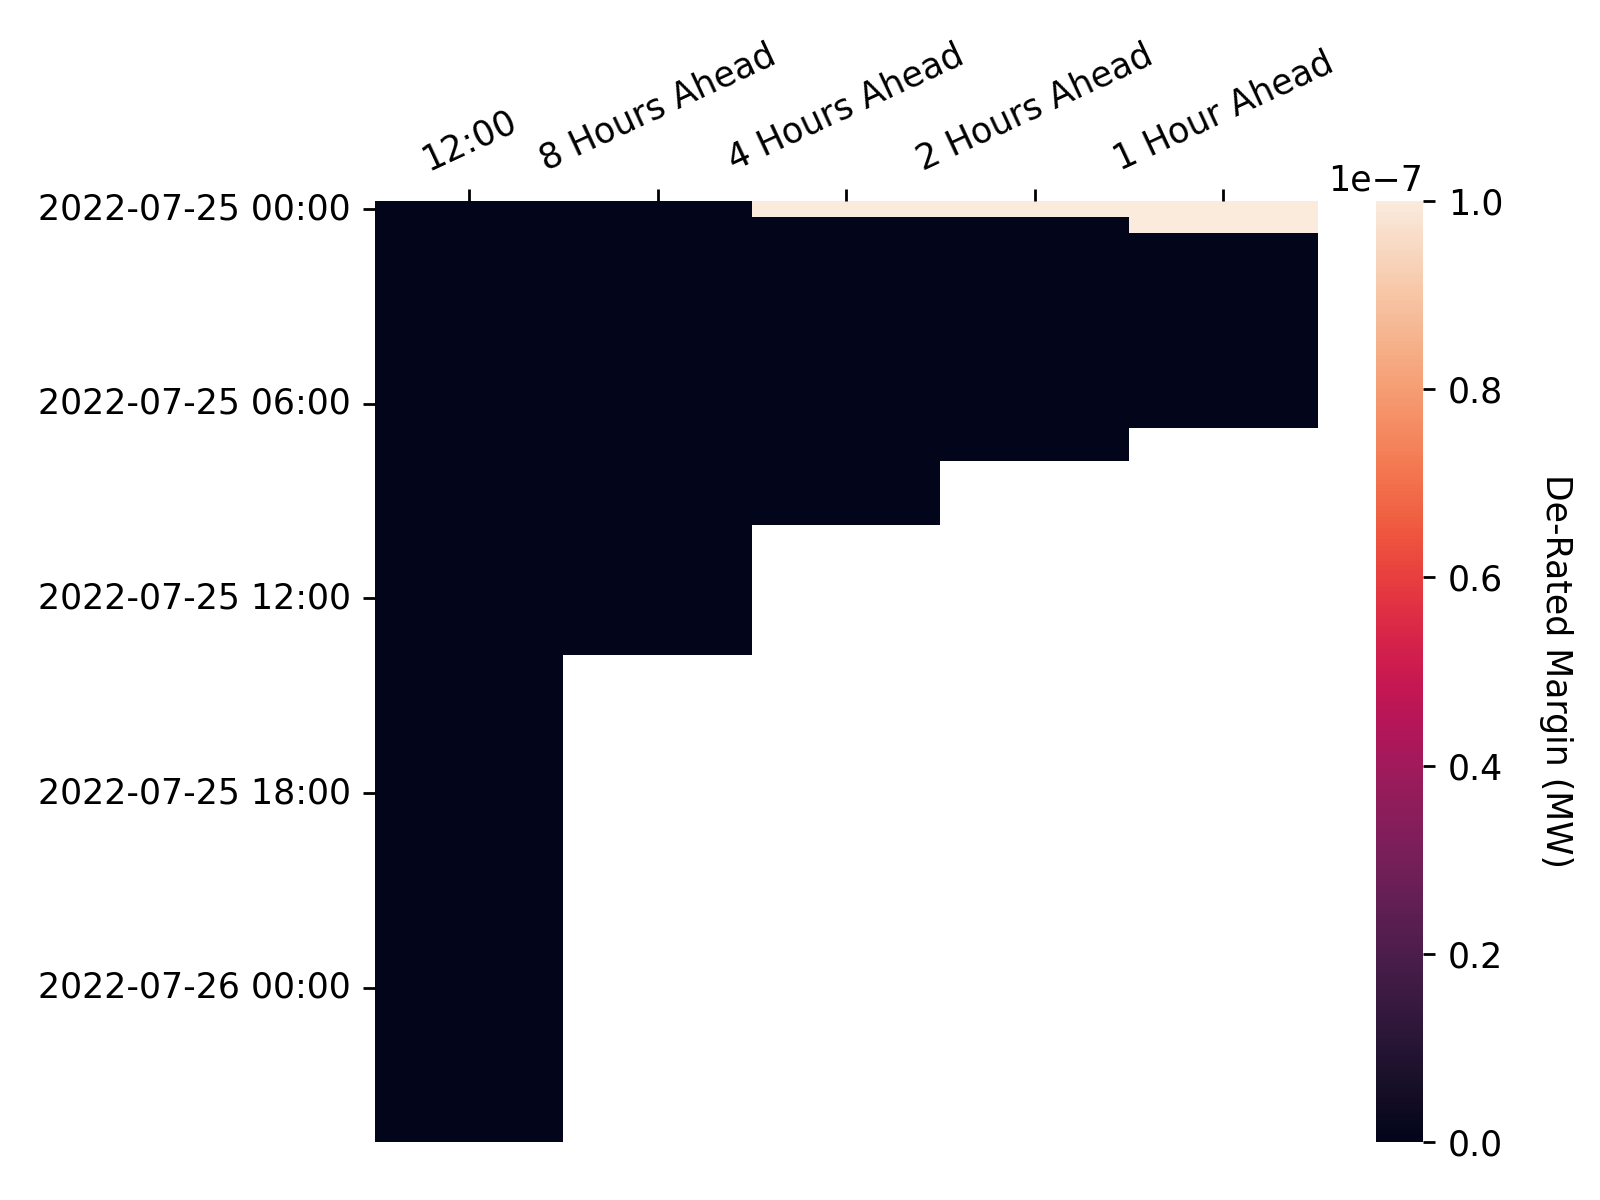 12:00
8 Hours Ahead
4 Hours Ahead
2 Hours Ahead
1 Hour Ahead
2022-07-25 00:00
2022-07-25 06:00
2022-07-25 12:00
2022-07-25 18:00
2022-07-26 00:00
1e−7
1.0
0.8
0.6
0.4
0.2
0.0
De-Rated Margin (MW)